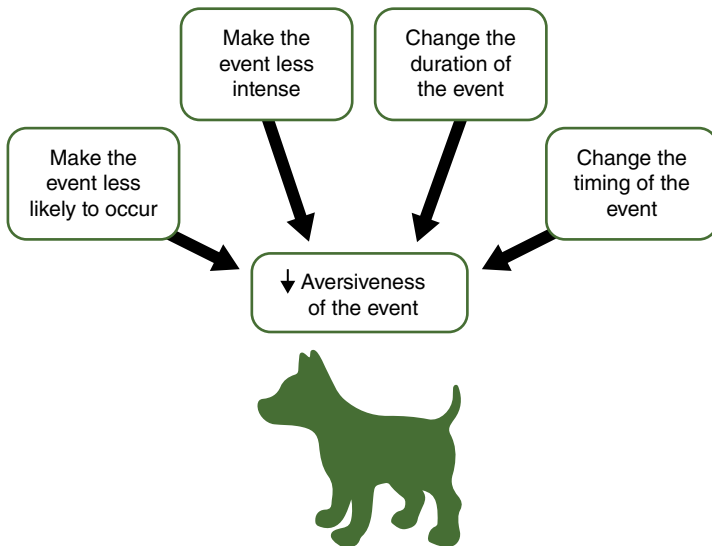 Make the
event less
intense
Change the
duration of
the event
Make the
event less
likely to occur
Change the
timing of the
event
↓ Aversiveness
of the event